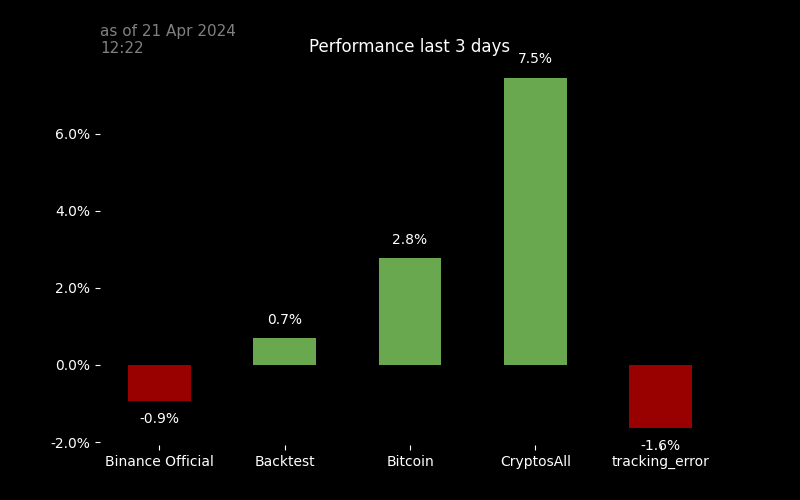 as of 21 Apr 2024
12:22
Performance last 3 days
7.5%
6.0%
4.0%
2.8%
2.0%
0.7%
0.0%
-0.9%
-2.0%
-1.6%
Binance Official
Backtest
Bitcoin
CryptosAll
tracking_error